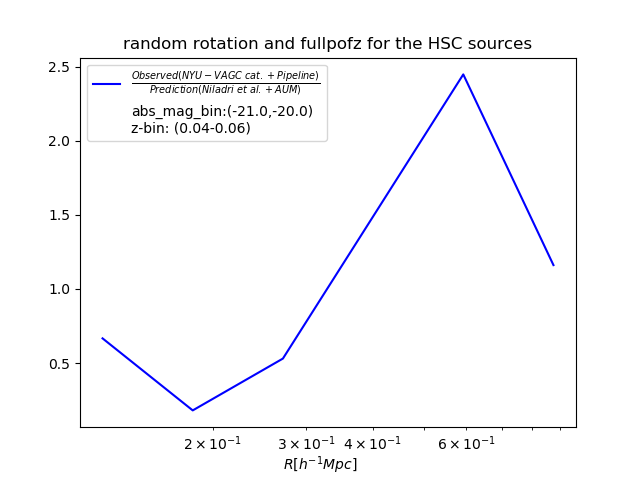 random rotation and fullpofz for the HSC sources
2.5
2.0
1.5
1.0
0.5
Observed(NYU − VAGC cat. + Pipeline)
Prediction(Niladri et al. + AUM)
abs_mag_bin:(-21.0,-20.0)
z-bin: (0.04-0.06)
2 × 10⁻¹ 3 × 10⁻¹ 4 × 10⁻¹ 6 × 10⁻¹
R[h⁻¹Mpc]